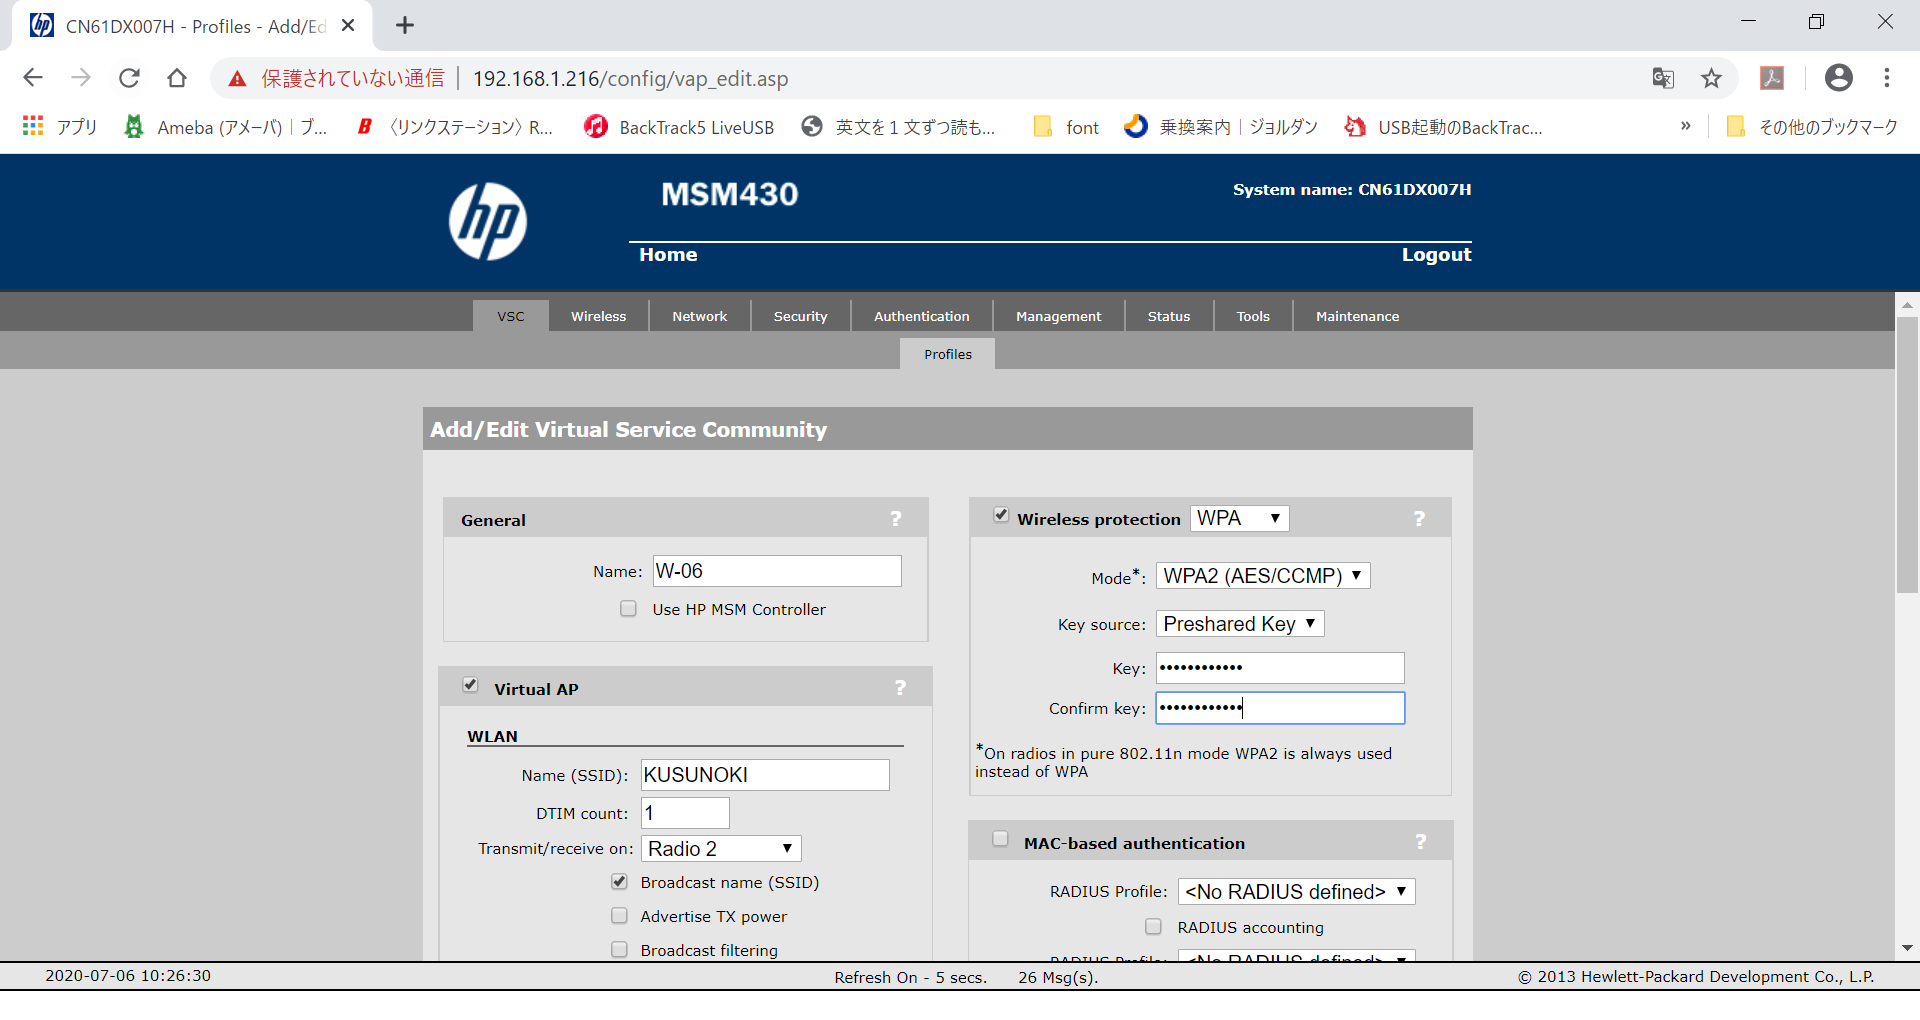 CN61DX007H - Profiles - Add/Ed
保護されていない通信 192.168.1.216/config/vap_edit.asp
アプリ Ameba (アメーバ)｜ブ... 〈リンクステーション〉R... BackTrack5 LiveUSB 英文を１文ずつ読も... font 乗換案内｜ジョルダン USB起動のBackTrac... » その他のブックマーク
hp
MSM430
System name: CN61DX007H
Home Logout
VSC Wireless Network Security Authentication Management Status Tools Maintenance
Profiles
Add/Edit Virtual Service Community
General ?
Name: W-06
Use HP MSM Controller
Virtual AP ?
WLAN
Name (SSID): KUSUNOKI
DTIM count: 1
Transmit/receive on: Radio 2
Broadcast name (SSID)
Advertise TX power
Broadcast filtering
Wireless protection WPA ?
Mode*: WPA2 (AES/CCMP)
Key source: Preshared Key
Key: ••••••••••••
Confirm key: ••••••••••••
*On radios in pure 802.11n mode WPA2 is always used
instead of WPA
MAC-based authentication ?
RADIUS Profile: <No RADIUS defined>
RADIUS accounting
RADIUS Profile: <No RADIUS defined>
2020-07-06 10:26:30 Refresh On - 5 secs. 26 Msg(s). © 2013 Hewlett-Packard Development Co., L.P.